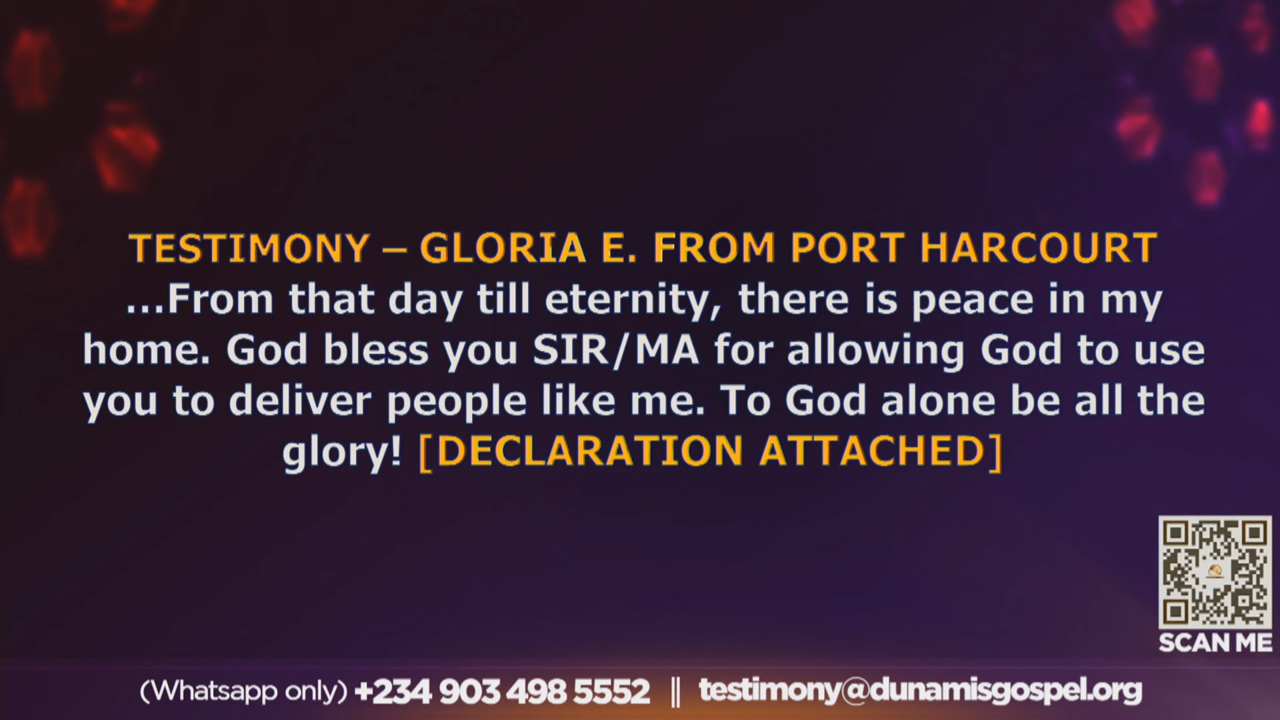 TESTIMONY – GLORIA E. FROM PORT HARCOURT
...From that day till eternity, there is peace in my
home. God bless you SIR/MA for allowing God to use
you to deliver people like me. To God alone be all the
glory! [DECLARATION ATTACHED]
SCAN ME
(Whatsapp only) +234 903 498 5552 || testimony@dunamisgospel.org